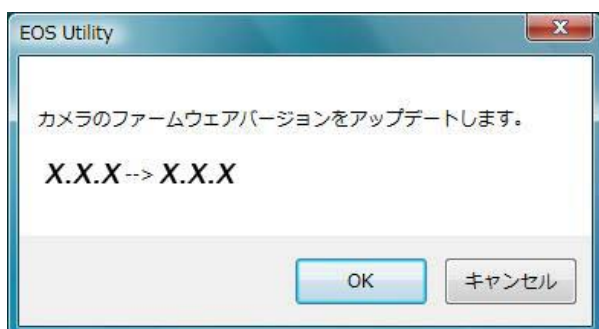 EOS Utility
カメラのファームウェアバージョンをアップデートします。
X.X.X --> X.X.X
OK
キャンセル